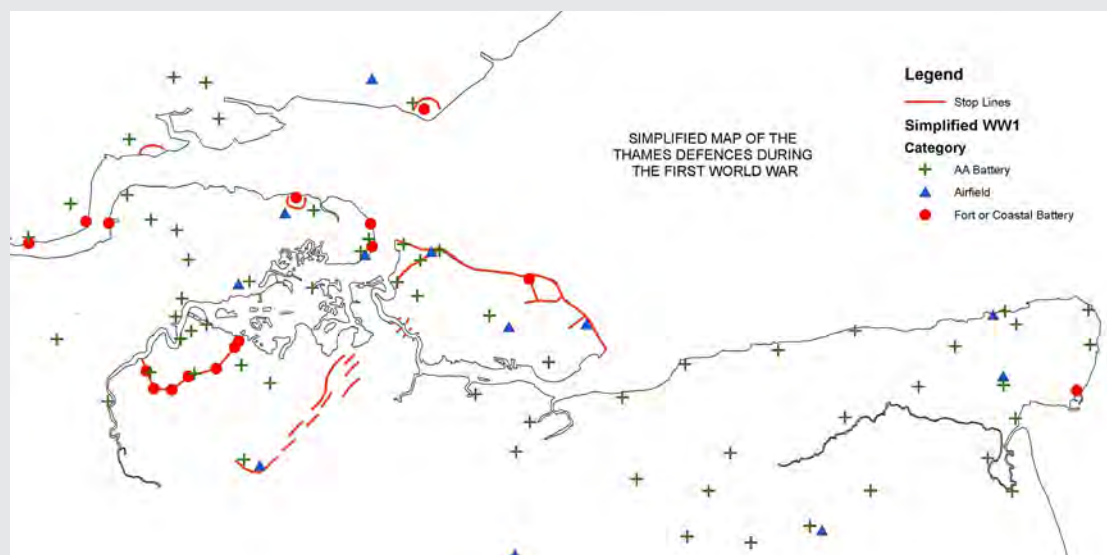 SIMPLIFIED MAP OF THE
THAMES DEFENCES DURING
THE FIRST WORLD WAR
Legend
Stop Lines
Simplified WW1
Category
AA Battery
Airfield
Fort or Coastal Battery